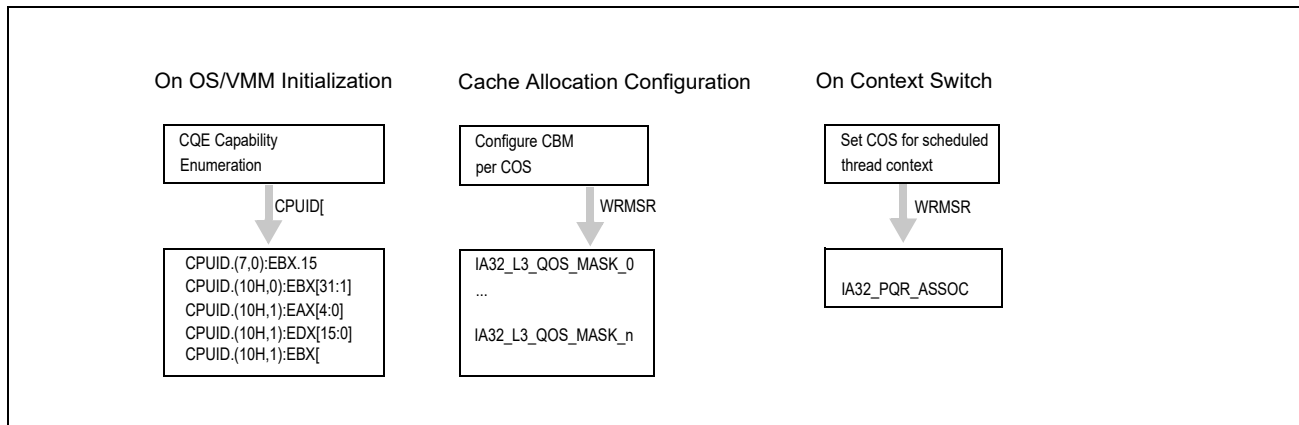 On OS/VMM Initialization
Cache Allocation Configuration
On Context Switch
CQE Capability
Enumeration
Configure CBM
per COS
Set COS for scheduled
thread context
CPUID[
WRMSR
WRMSR
CPUID.(7,0):EBX.15
CPUID.(10H,0):EBX[31:1]
CPUID.(10H,1):EAX[4:0]
CPUID.(10H,1):EDX[15:0]
CPUID.(10H,1):EBX[
IA32_L3_QOS_MASK_0
...
IA32_L3_QOS_MASK_n
IA32_PQR_ASSOC